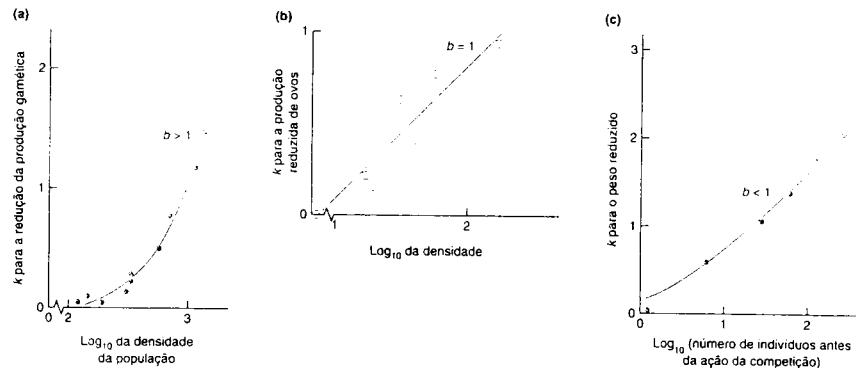 (a)
k para a redução da produção gamética
2
1
0
b > 1
0 2 3
Log10 da densidade
da população
(b)
k para a produção
reduzida de ovos
1
0
b = 1
1 2
Log10 da densidade
(c)
k para o peso reduzido
3
2
1
0
b < 1
0 1 2
Log10 (número de indivíduos antes
da ação da competição)